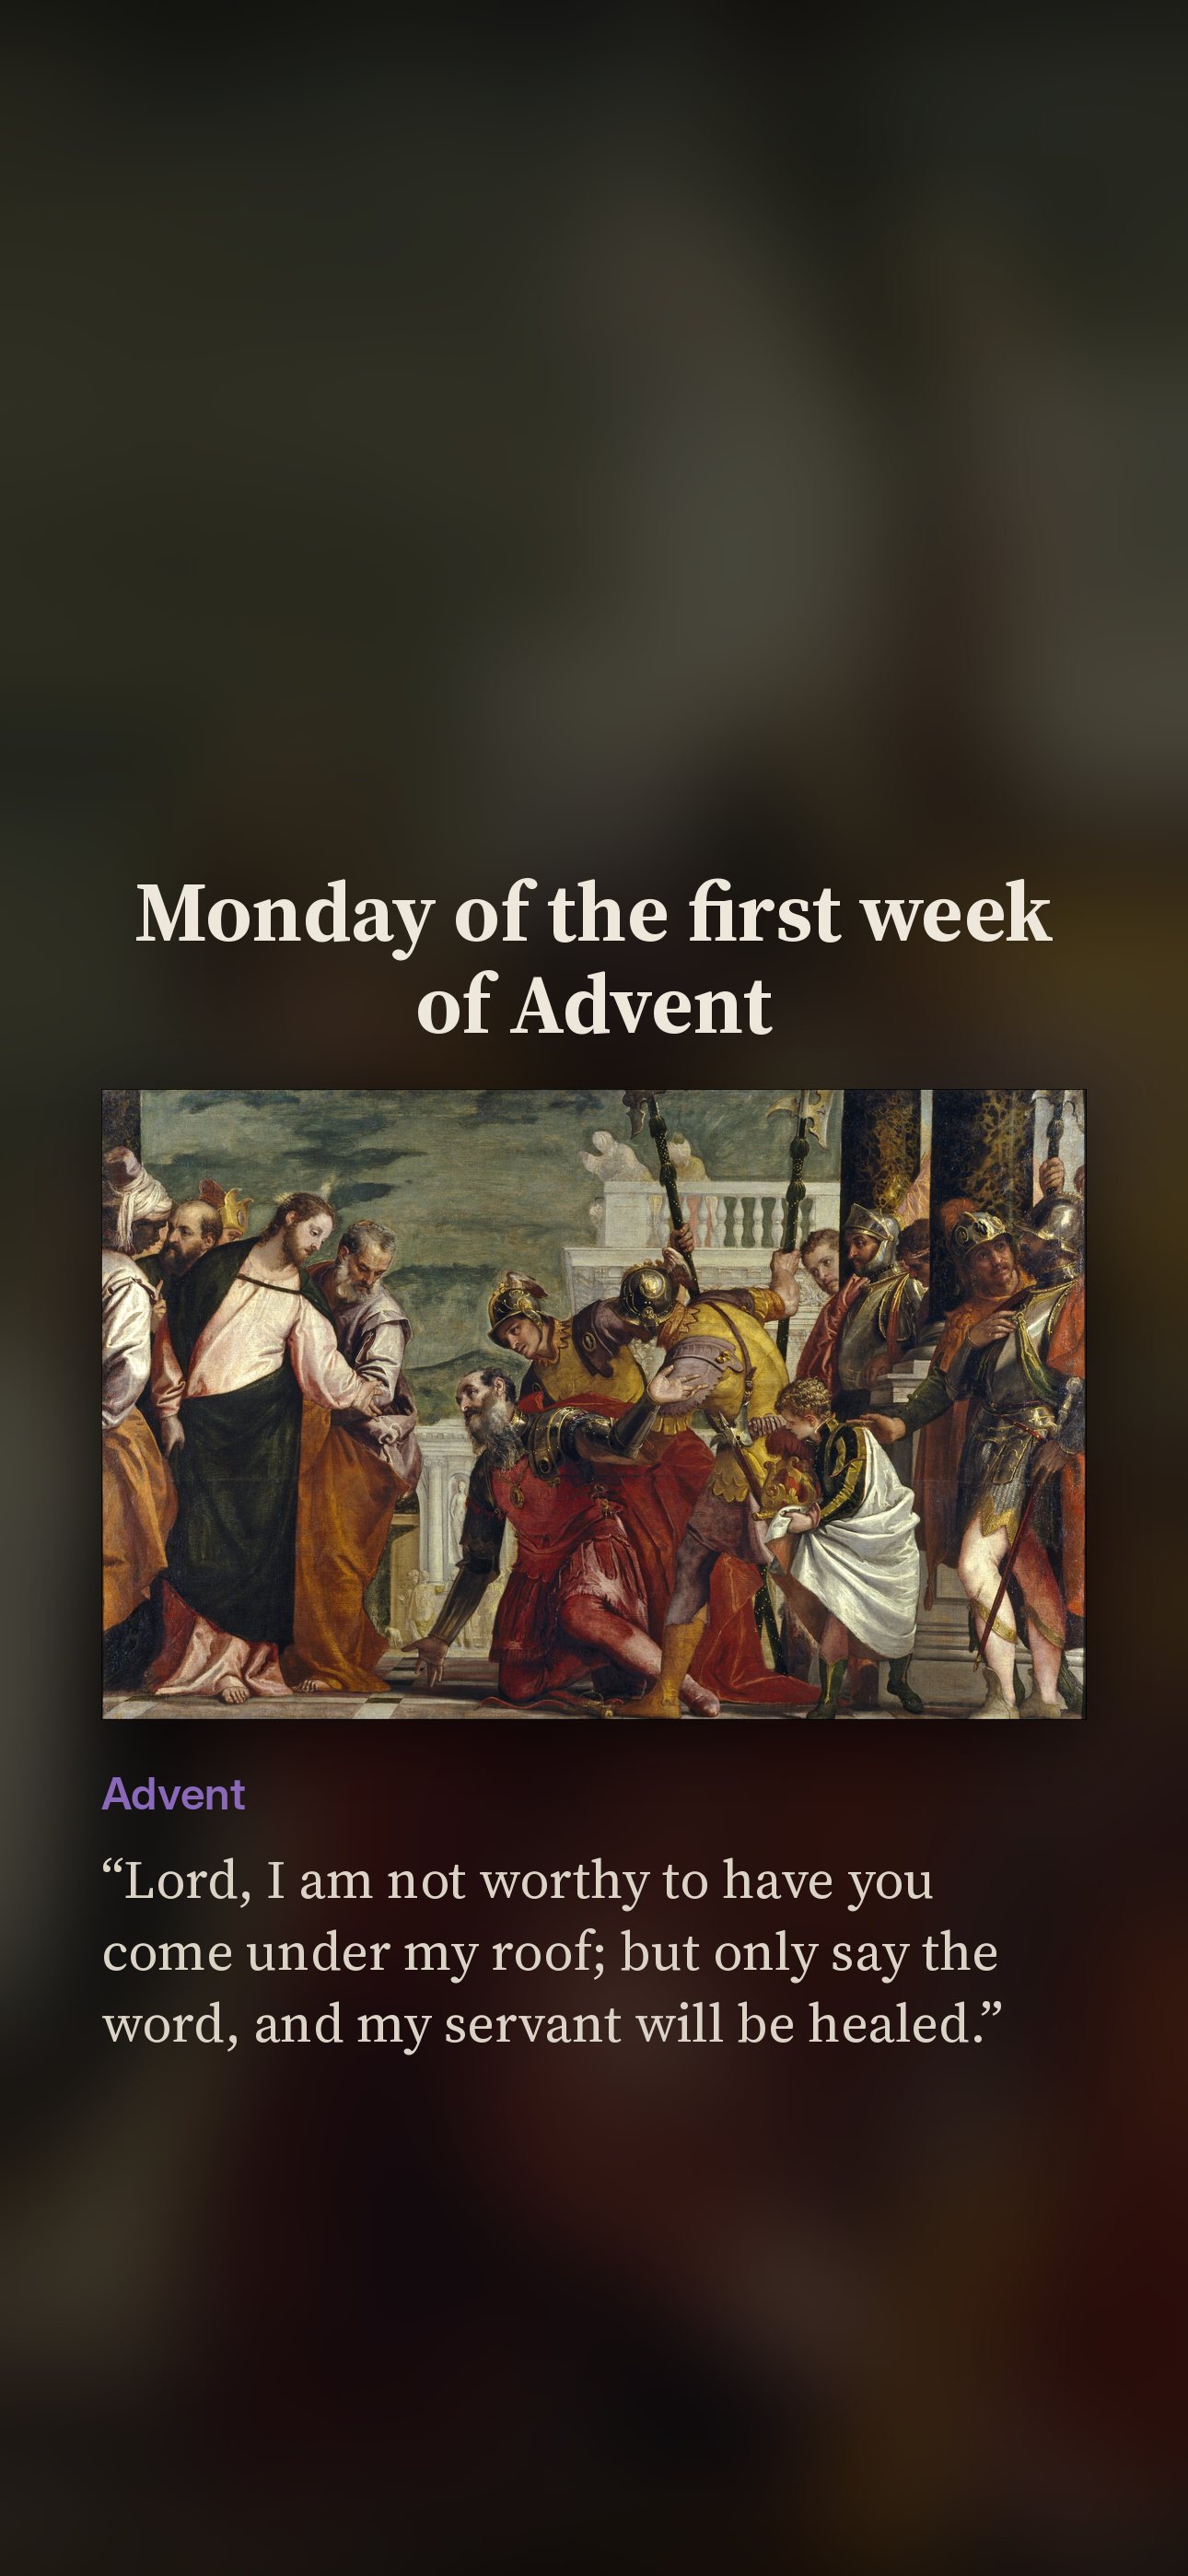 Monday of the first week
of Advent
Advent
“Lord, I am not worthy to have you
come under my roof; but only say the
word, and my servant will be healed.”